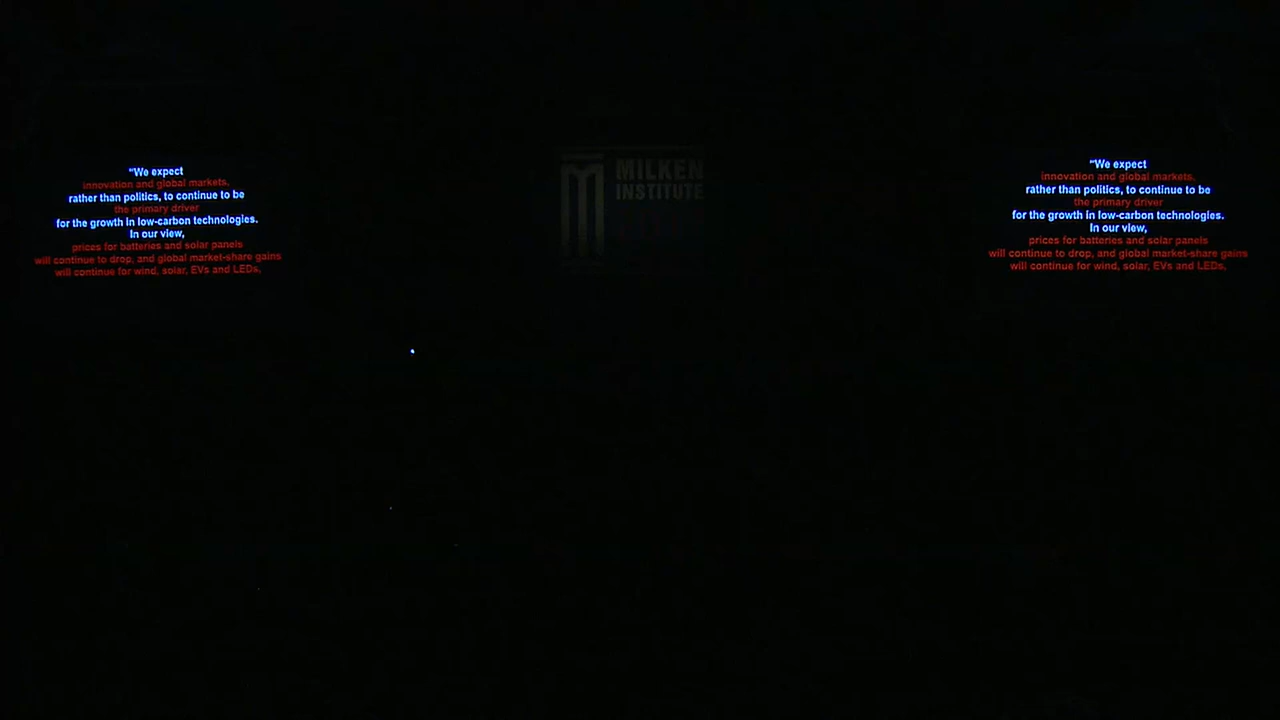 “We expect
innovation and global markets,
rather than politics, to continue to be
the primary driver
for the growth in low-carbon technologies.
In our view,
prices for batteries and solar panels
will continue to drop, and global market-share gains
will continue for wind, solar, EVs and LEDs,
MILKEN
INSTITUTE
“We expect
innovation and global markets,
rather than politics, to continue to be
the primary driver
for the growth in low-carbon technologies.
In our view,
prices for batteries and solar panels
will continue to drop, and global market-share gains
will continue for wind, solar, EVs and LEDs,